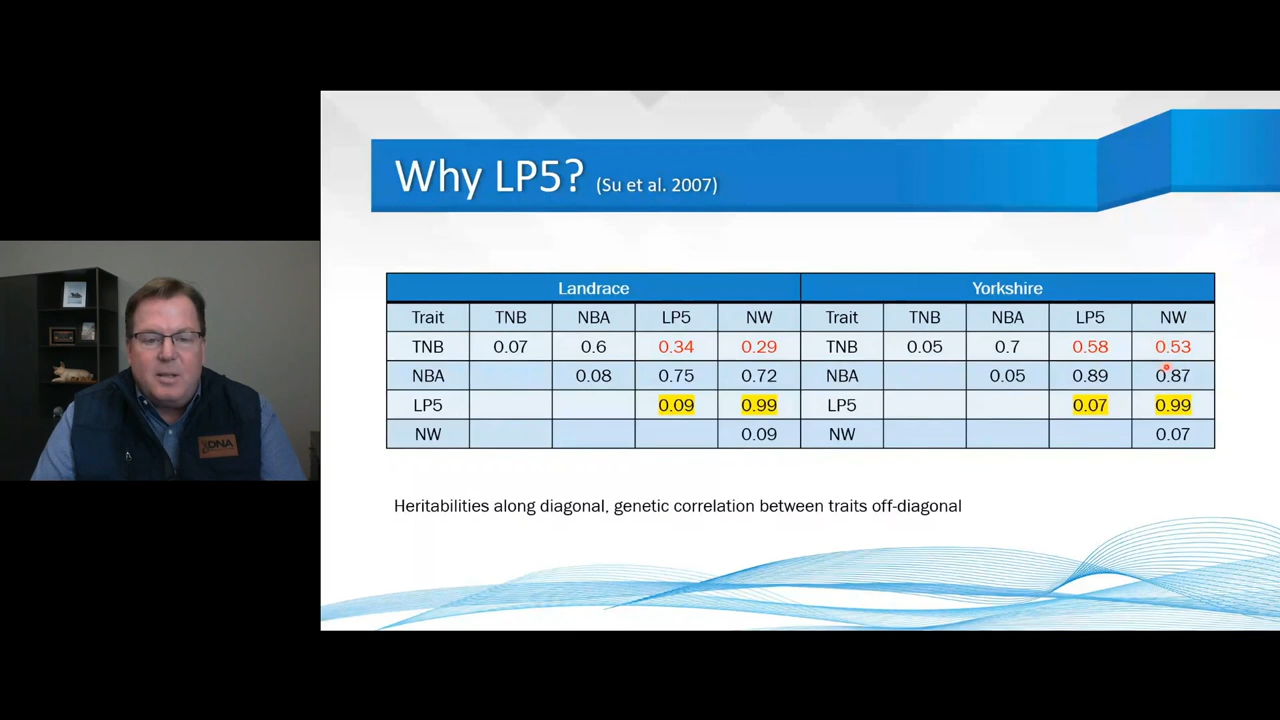 Why LP5? (Su et al. 2007)
Landrace Yorkshire
Trait TNB NBA LP5 NW Trait TNB NBA LP5 NW
TNB 0.07 0.6 0.34 0.29 TNB 0.05 0.7 0.58 0.53
NBA 0.08 0.75 0.72 NBA 0.05 0.89 0.87
LP5 0.09 0.99 LP5 0.07 0.99
NW 0.09 NW 0.07
Heritabilities along diagonal, genetic correlation between traits off-diagonal
DNA